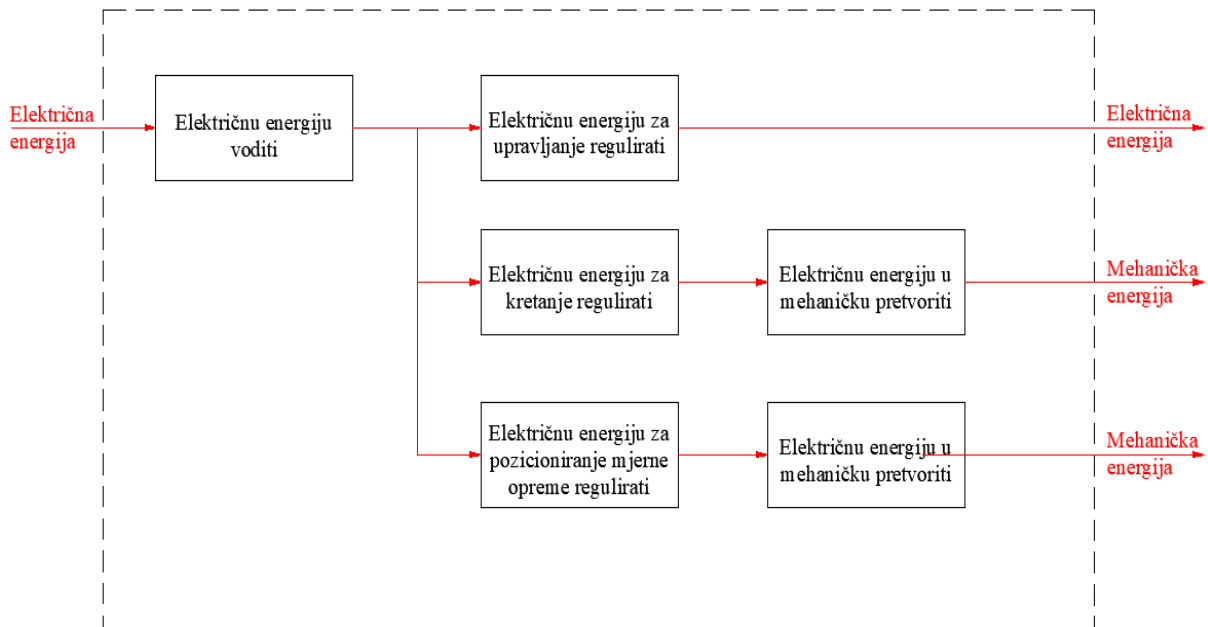 Električna
energija
Električnu energiju
voditi
Električnu energiju za
upravljanje regulirati
Električna
energija
Električnu energiju za
kretanje regulirati
Električnu energiju u
mehaničku pretvoriti
Mehanička
energija
Električnu energiju za
pozicioniranje mjerne
opreme regulirati
Električnu energiju u
mehaničku pretvoriti
Mehanička
energija